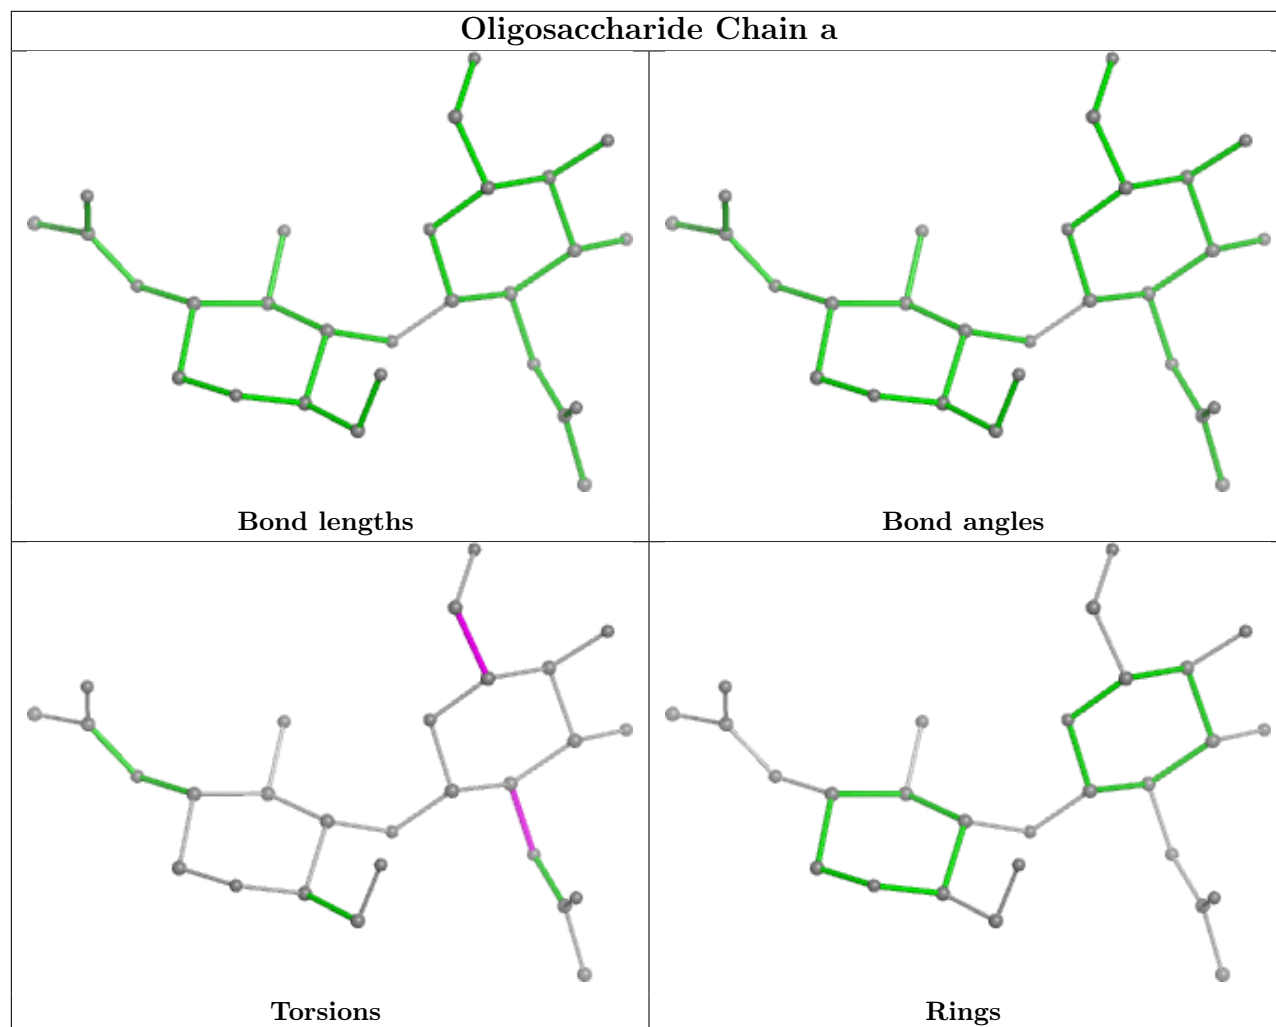 Oligosaccharide Chain a
Bond lengths
Bond angles
Torsions
Rings